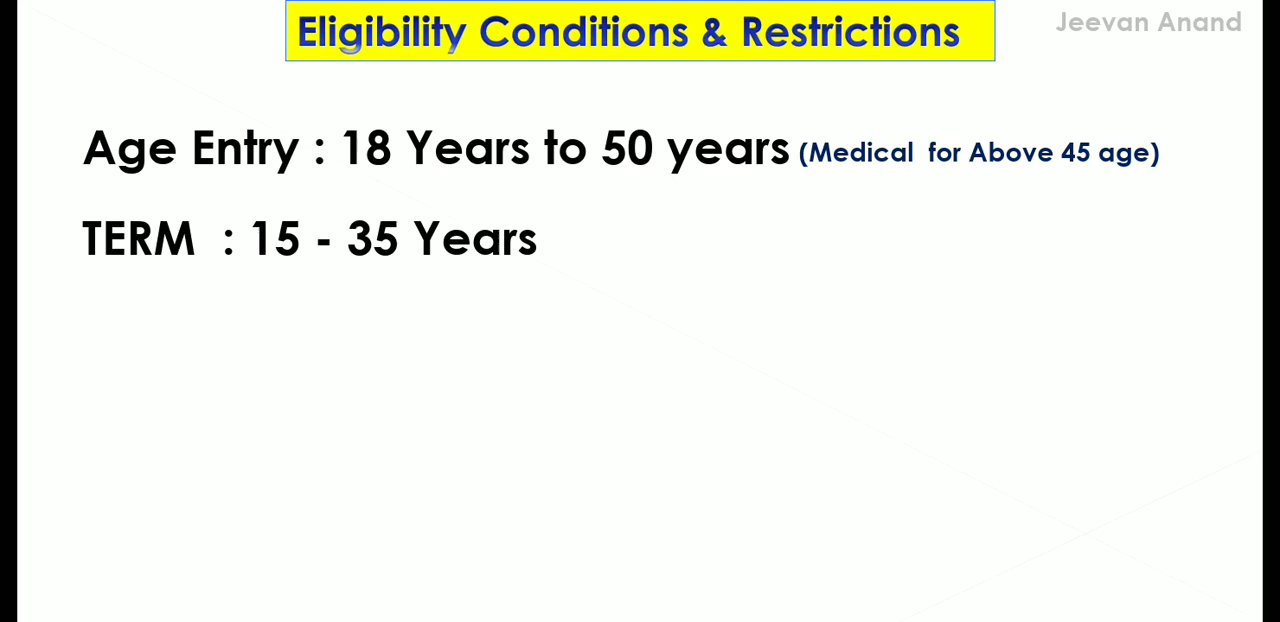 Eligibility Conditions & Restrictions
Jeevan Anand
Age Entry : 18 Years to 50 years (Medical for Above 45 age)
TERM : 15 - 35 Years